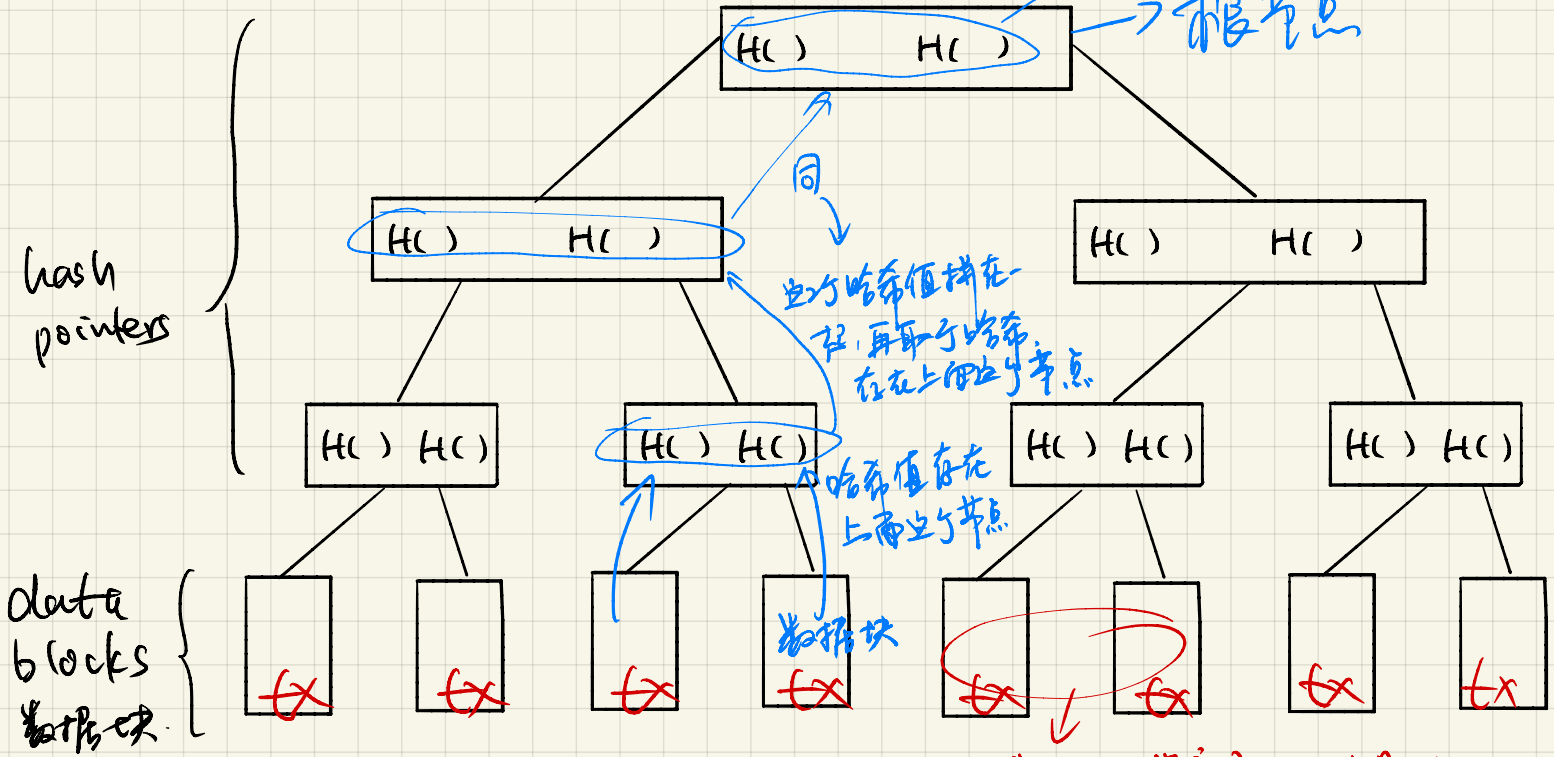 H( ) H( )
根节点
同
H( ) H( )
H( ) H( )
hash
pointers
这2个哈希值拼在一
起,再取个哈希,
存在上面这个节点
H( ) H( )
H( ) H( )
H( ) H( )
H( ) H( )
哈希值存在
上面这个节点
data
blocks
数据块
数据块
tx tx tx tx tx tx tx tx